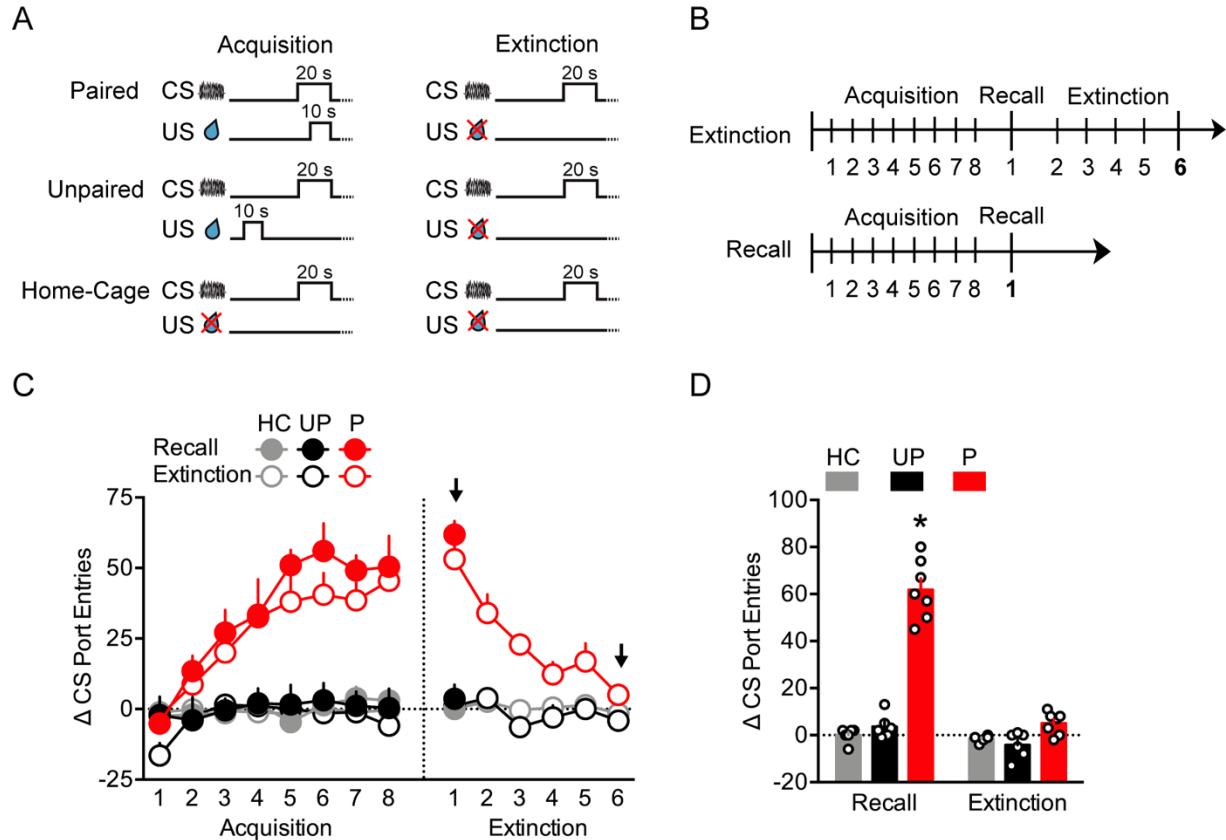 A
Acquisition
Extinction
Paired
CS
20 s
US
10 s
CS
20 s
US
Unpaired
CS
20 s
US
10 s
CS
20 s
US
Home-Cage
CS
20 s
US
CS
20 s
US
B
Extinction
Acquisition Recall Extinction
1 2 3 4 5 6 7 8 1 2 3 4 5 6
Recall
Acquisition Recall
1 2 3 4 5 6 7 8 1
C
HC UP P
Recall
Extinction
Δ CS Port Entries
75
50
25
0
-25
1 2 3 4 5 6 7 8 1 2 3 4 5 6
Acquisition Extinction
D
HC UP P
Δ CS Port Entries
100
80
60
40
20
0
-20
*
Recall Extinction